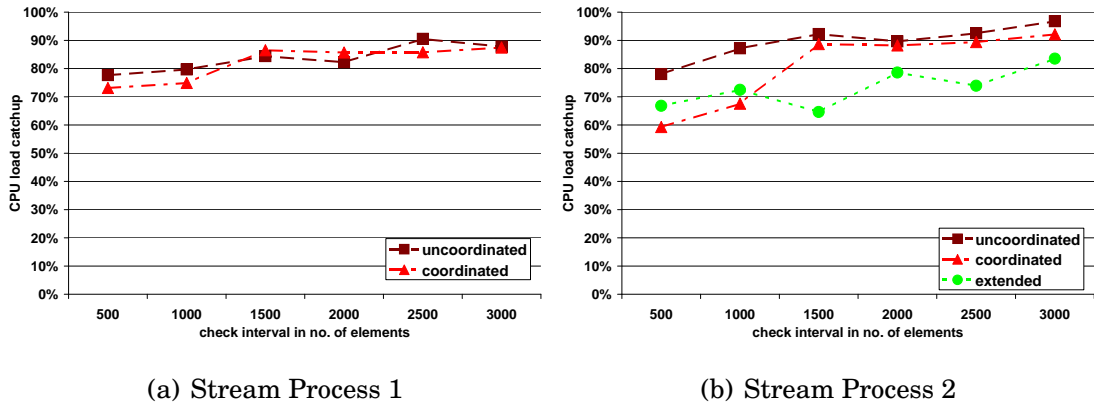 100%
90%
80%
70%
60%
50%
40%
30%
20%
10%
0%
CPU load catchup
500 1000 1500 2000 2500 3000
check interval in no. of elements
uncoordinated
coordinated
(a) Stream Process 1
100%
90%
80%
70%
60%
50%
40%
30%
20%
10%
0%
CPU load catchup
500 1000 1500 2000 2500 3000
check interval in no. of elements
uncoordinated
coordinated
extended
(b) Stream Process 2